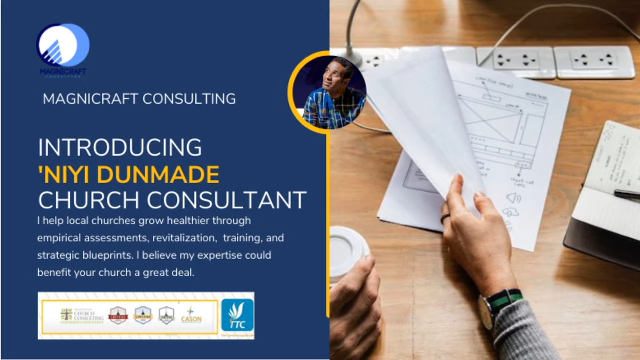 MAGNICRAFT
MAGNICRAFT CONSULTING
INTRODUCING
'NIYI DUNMADE
CHURCH CONSULTANT
I help local churches grow healthier through
empirical assessments, revitalization, training, and
strategic blueprints. I believe my expertise could
benefit your church a great deal.
CHURCH
CONSULTING
CASON
TTC